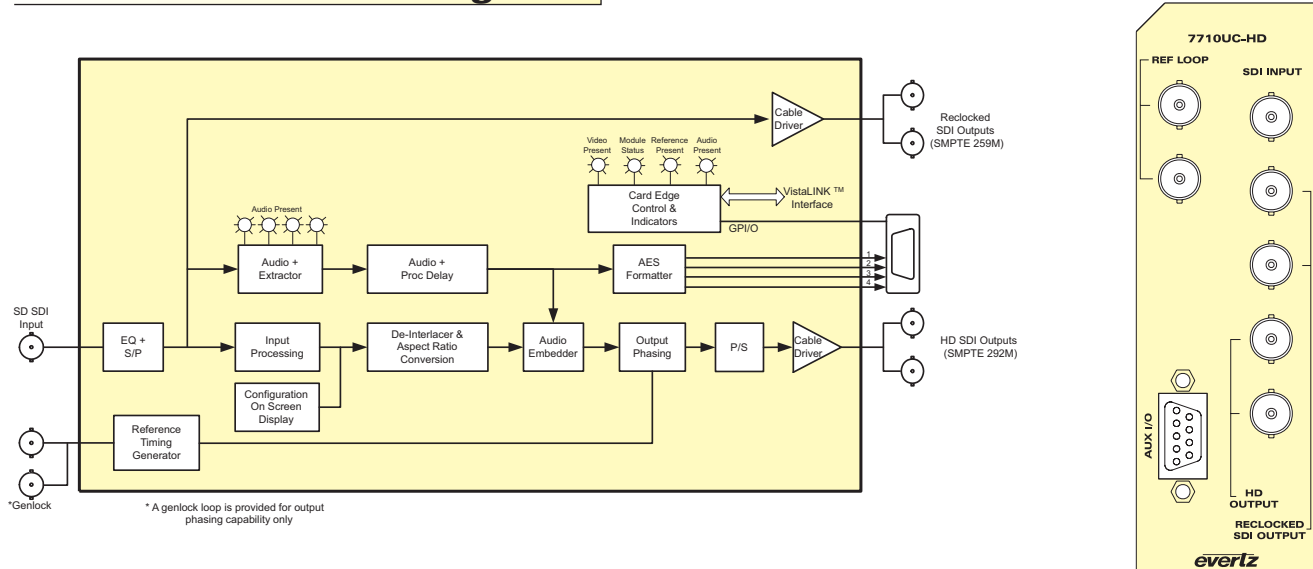 Cable
Driver
Reclocked
SDI Outputs
(SMPTE 259M)
Video
Present
Module
Status
Reference
Present
Audio
Present
Card Edge
Control &
Indicators
VistaLINK ™
Interface
GPI/O
Audio Present
Audio +
Extractor
Audio +
Proc Delay
AES
Formatter
1
2
3
4
SD SDI
Input
EQ +
S/P
Input
Processing
De-Interlacer &
Aspect Ratio
Conversion
Audio
Embedder
Output
Phasing
P/S
Cable
Driver
HD SDI Outputs
(SMPTE 292M)
Configuration
On Screen
Display
Reference
Timing
Generator
*Genlock
* A genlock loop is provided for output
phasing capability only
7710UC-HD
REF LOOP
SDI INPUT
AUX I/O
HD
OUTPUT
RECLOCKED
SDI OUTPUT
evertz